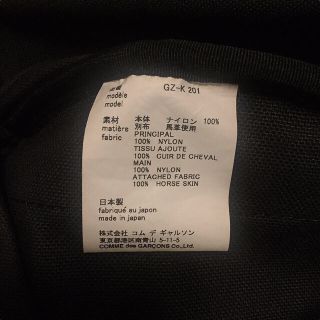 modèle
model
GZ-K 201
素材 本体 ナイロン 100%
matière 別布 馬革使用
fabric PRINCIPAL
100% NYLON
TISSU AJOUTE
100% CUIR DE CHEVAL
MAIN
100% NYLON
ATTACHED FABRIC
100% HORSE SKIN
日本製
fabriqué au japon
made in japan
株式会社 コム デ ギャルソン
東京都港区南青山 5-11-5
COMME des GARCONS Co.,Ltd.